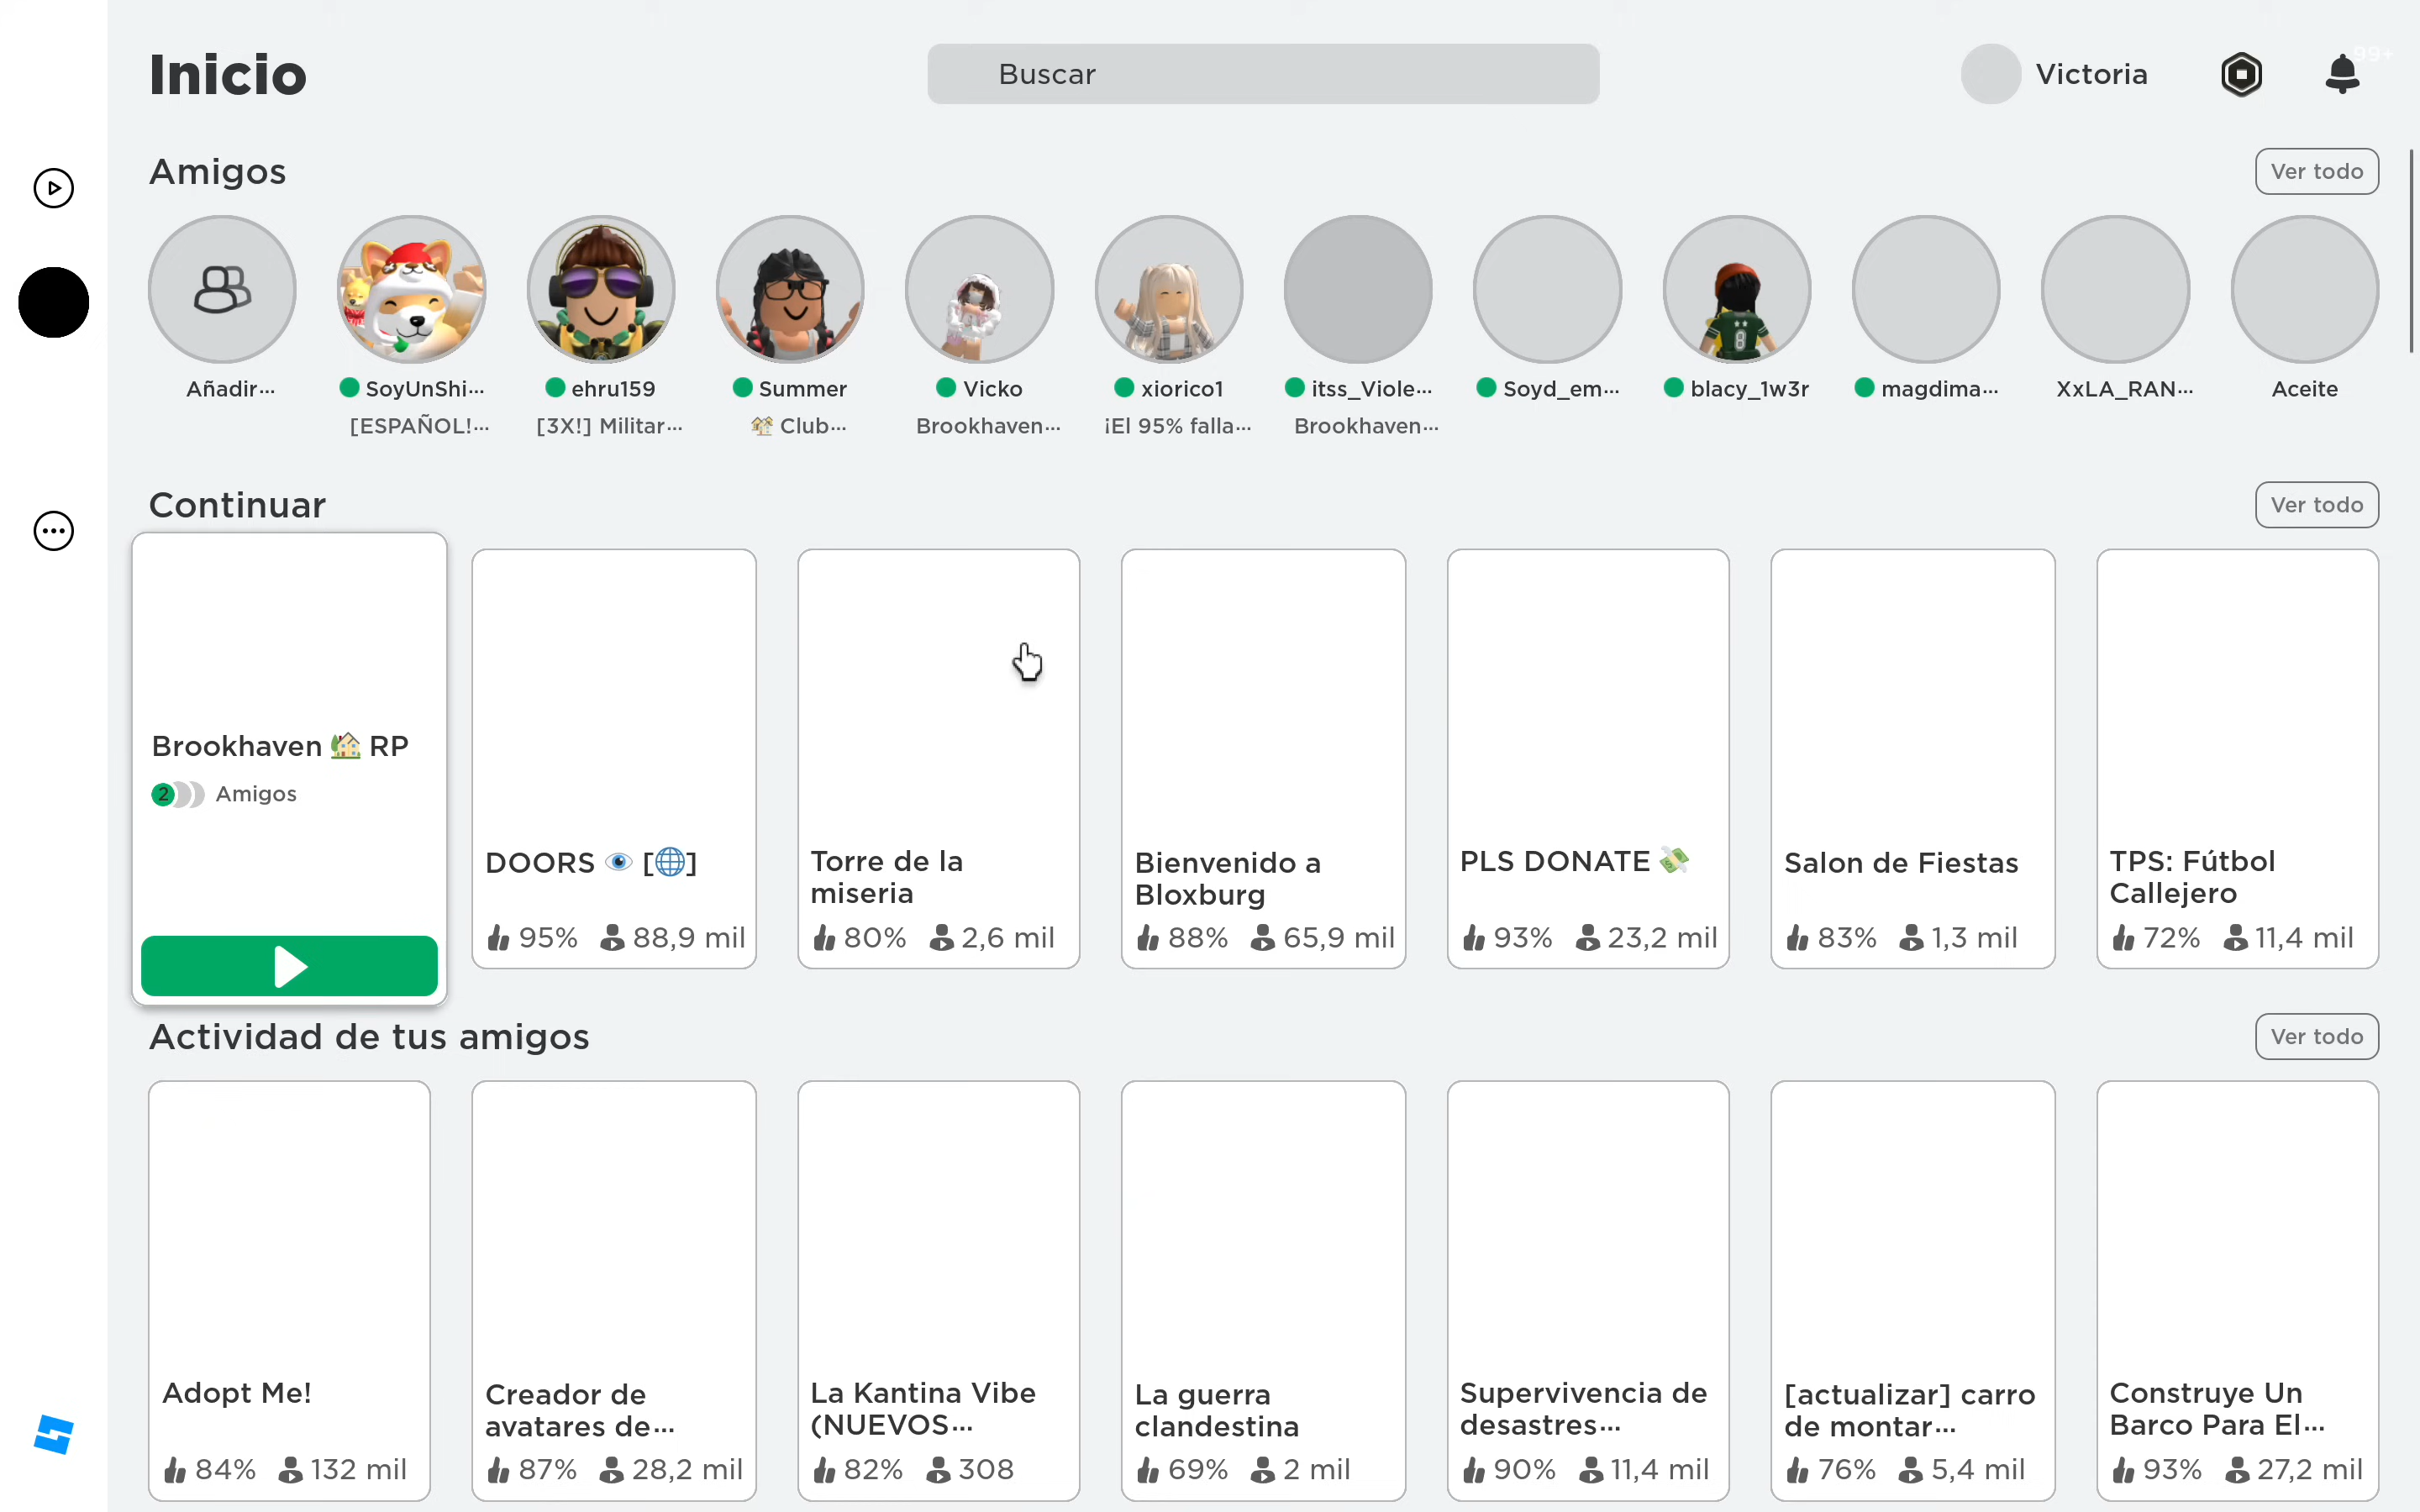 Inicio
Buscar
Victoria
99+
Amigos
Ver todo
Añadir...
SoyUnShi...
ehru159
Summer
Vicko
xiorico1
itss_Viole...
Soyd_em...
blacy_1w3r
magdima...
XxLA_RAN...
Aceite
[ESPAÑOL!...
[3X!] Militar...
Club...
Brookhaven...
¡El 95% falla...
Brookhaven...
8
Continuar
Ver todo
Brookhaven 🏡 RP
2
Amigos
DOORS 👁️ [🌐]
95% 88,9 mil
Torre de la
miseria
80% 2,6 mil
Bienvenido a
Bloxburg
88% 65,9 mil
PLS DONATE 💸
93% 23,2 mil
Salon de Fiestas
83% 1,3 mil
TPS: Fútbol
Callejero
72% 11,4 mil
Actividad de tus amigos
Ver todo
Adopt Me!
84% 132 mil
Creador de
avatares de...
87% 28,2 mil
La Kantina Vibe
(NUEVOS...
82% 308
La guerra
clandestina
69% 2 mil
Supervivencia de
desastres...
90% 11,4 mil
[actualizar] carro
de montar...
76% 5,4 mil
Construye Un
Barco Para El...
93% 27,2 mil